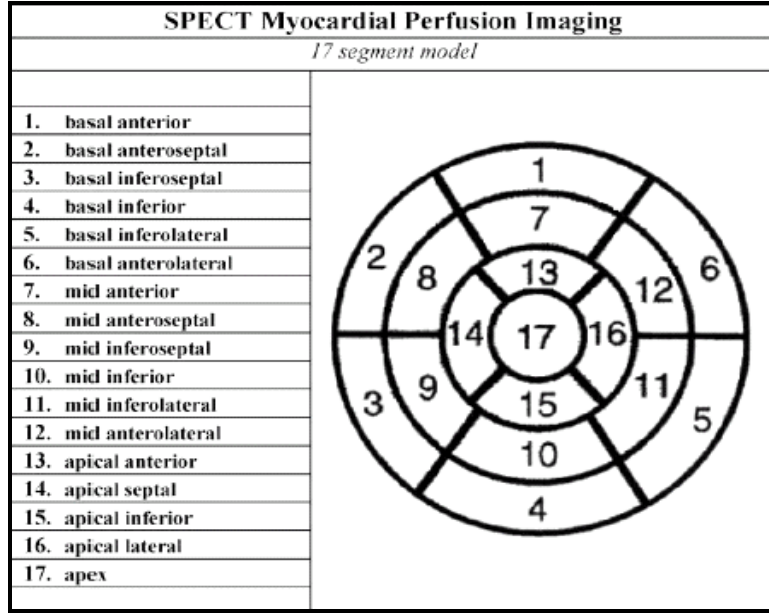 SPECT Myocardial Perfusion Imaging
17 segment model
1. basal anterior
2. basal anteroseptal
3. basal inferoseptal
4. basal inferior
5. basal inferolateral
6. basal anterolateral
7. mid anterior
8. mid anteroseptal
9. mid inferoseptal
10. mid inferior
11. mid inferolateral
12. mid anterolateral
13. apical anterior
14. apical septal
15. apical inferior
16. apical lateral
17. apex
1
7
2 8 13 12 6
14 17 16
3 9 15 11 5
10
4